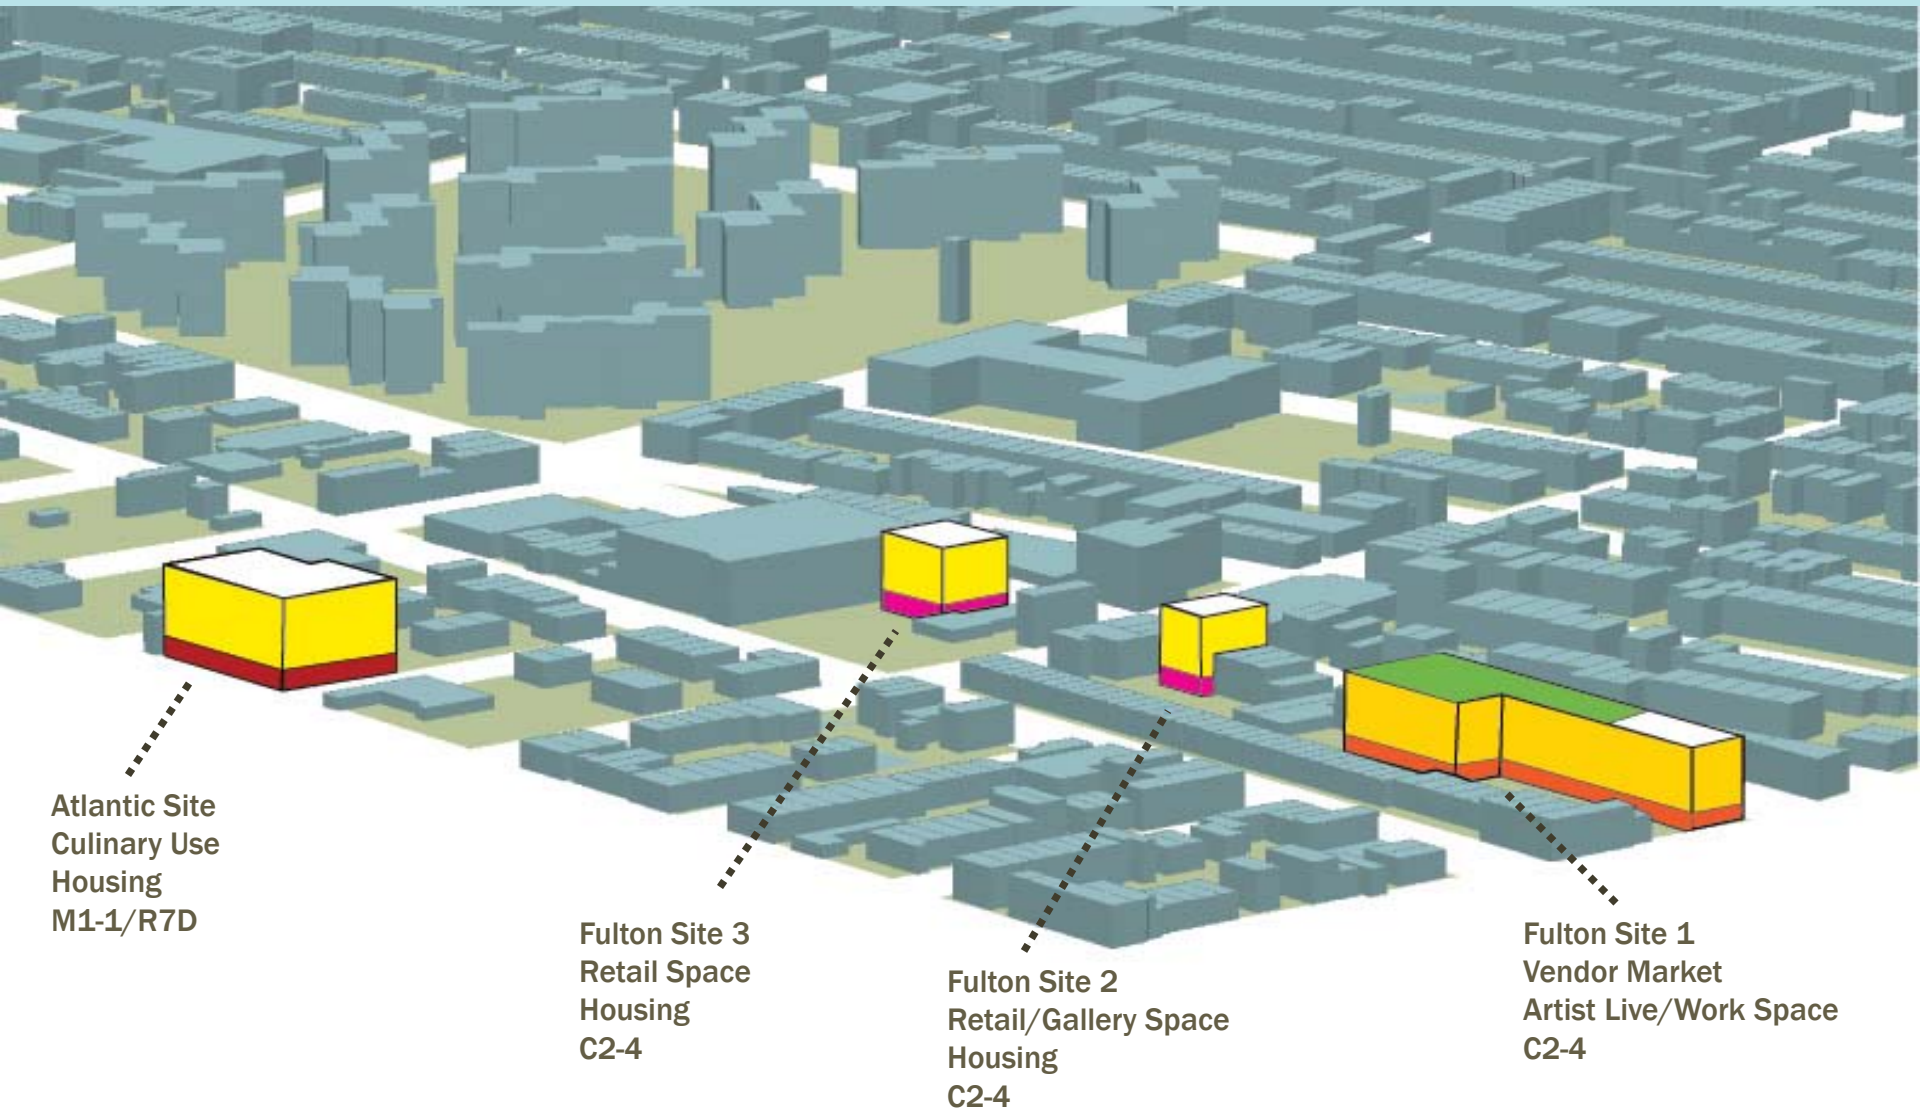 Atlantic Site
Culinary Use
Housing
M1-1/R7D
Fulton Site 3
Retail Space
Housing
C2-4
Fulton Site 2
Retail/Gallery Space
Housing
C2-4
Fulton Site 1
Vendor Market
Artist Live/Work Space
C2-4